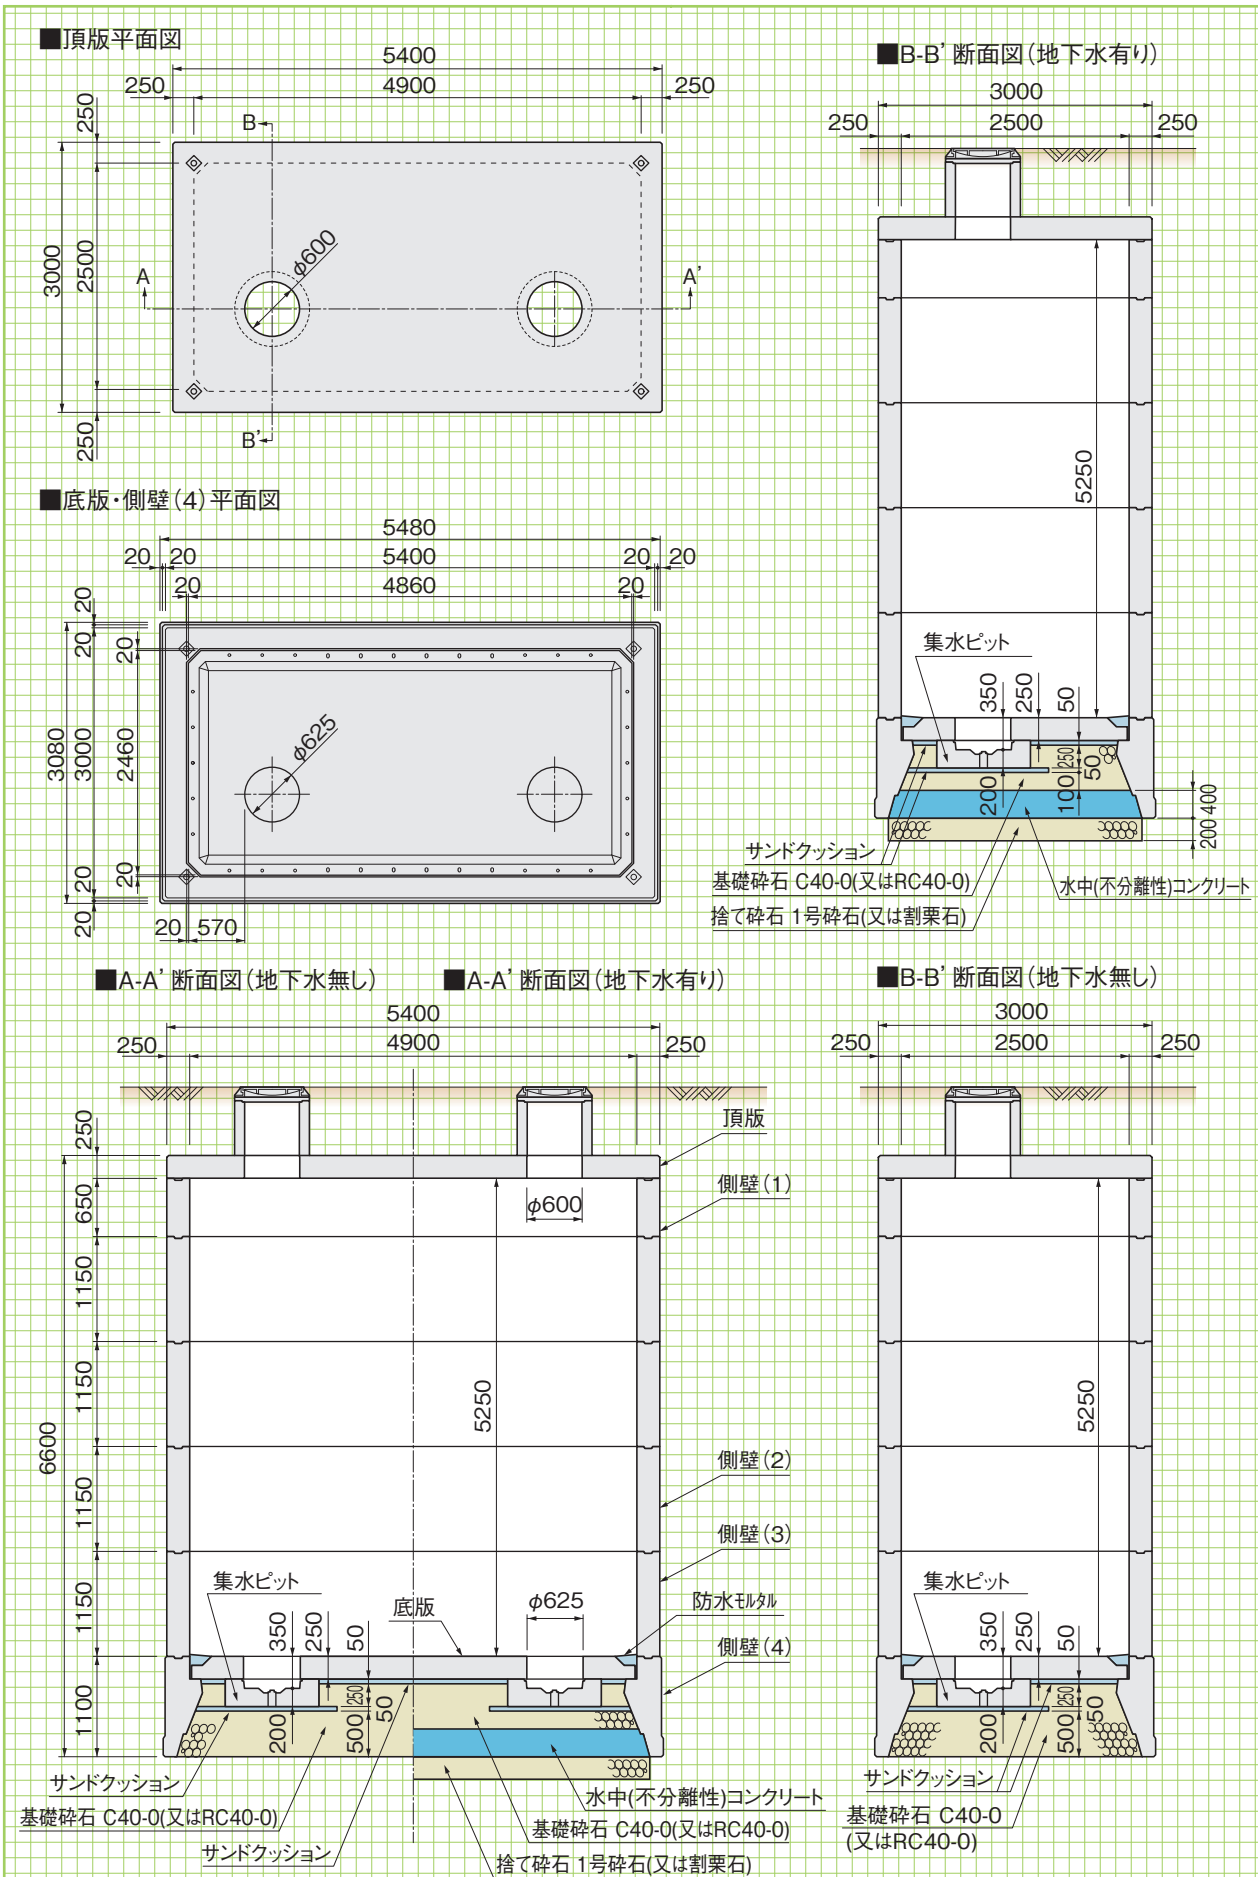 ■頂版平面図
5400
250 4900 250
250
3000
2500
250
B
B'
A
A'
φ600
■B-B' 断面図(地下水有り)
3000
250 2500 250
5250
集水ピット
350
250
50
200
250
50
100
400
200
サンドクッション
基礎砕石 C40-0(又はRC40-0)
水中(不分離性)コンクリート
捨て砕石 1号砕石(又は割栗石)
■底版・側壁(4)平面図
5480
20 20 5400 20 20
20 4860 20
20
20
20
3080
3000
2460
φ625
20
20
20
20 570
■A-A' 断面図(地下水無し)
■A-A' 断面図(地下水有り)
5400
250 4900 250
250
650
1150
1150
1150
1150
1100
6600
頂版
側壁(1)
φ600
5250
側壁(2)
側壁(3)
集水ピット
底版
φ625
防水モルタル
側壁(4)
350
250
50
200
250
50
500
サンドクッション
基礎砕石 C40-0(又はRC40-0)
サンドクッション
水中(不分離性)コンクリート
基礎砕石 C40-0(又はRC40-0)
捨て砕石 1号砕石(又は割栗石)
■B-B' 断面図(地下水無し)
3000
250 2500 250
5250
集水ピット
350
250
50
200
250
50
500
サンドクッション
基礎砕石 C40-0
(又はRC40-0)